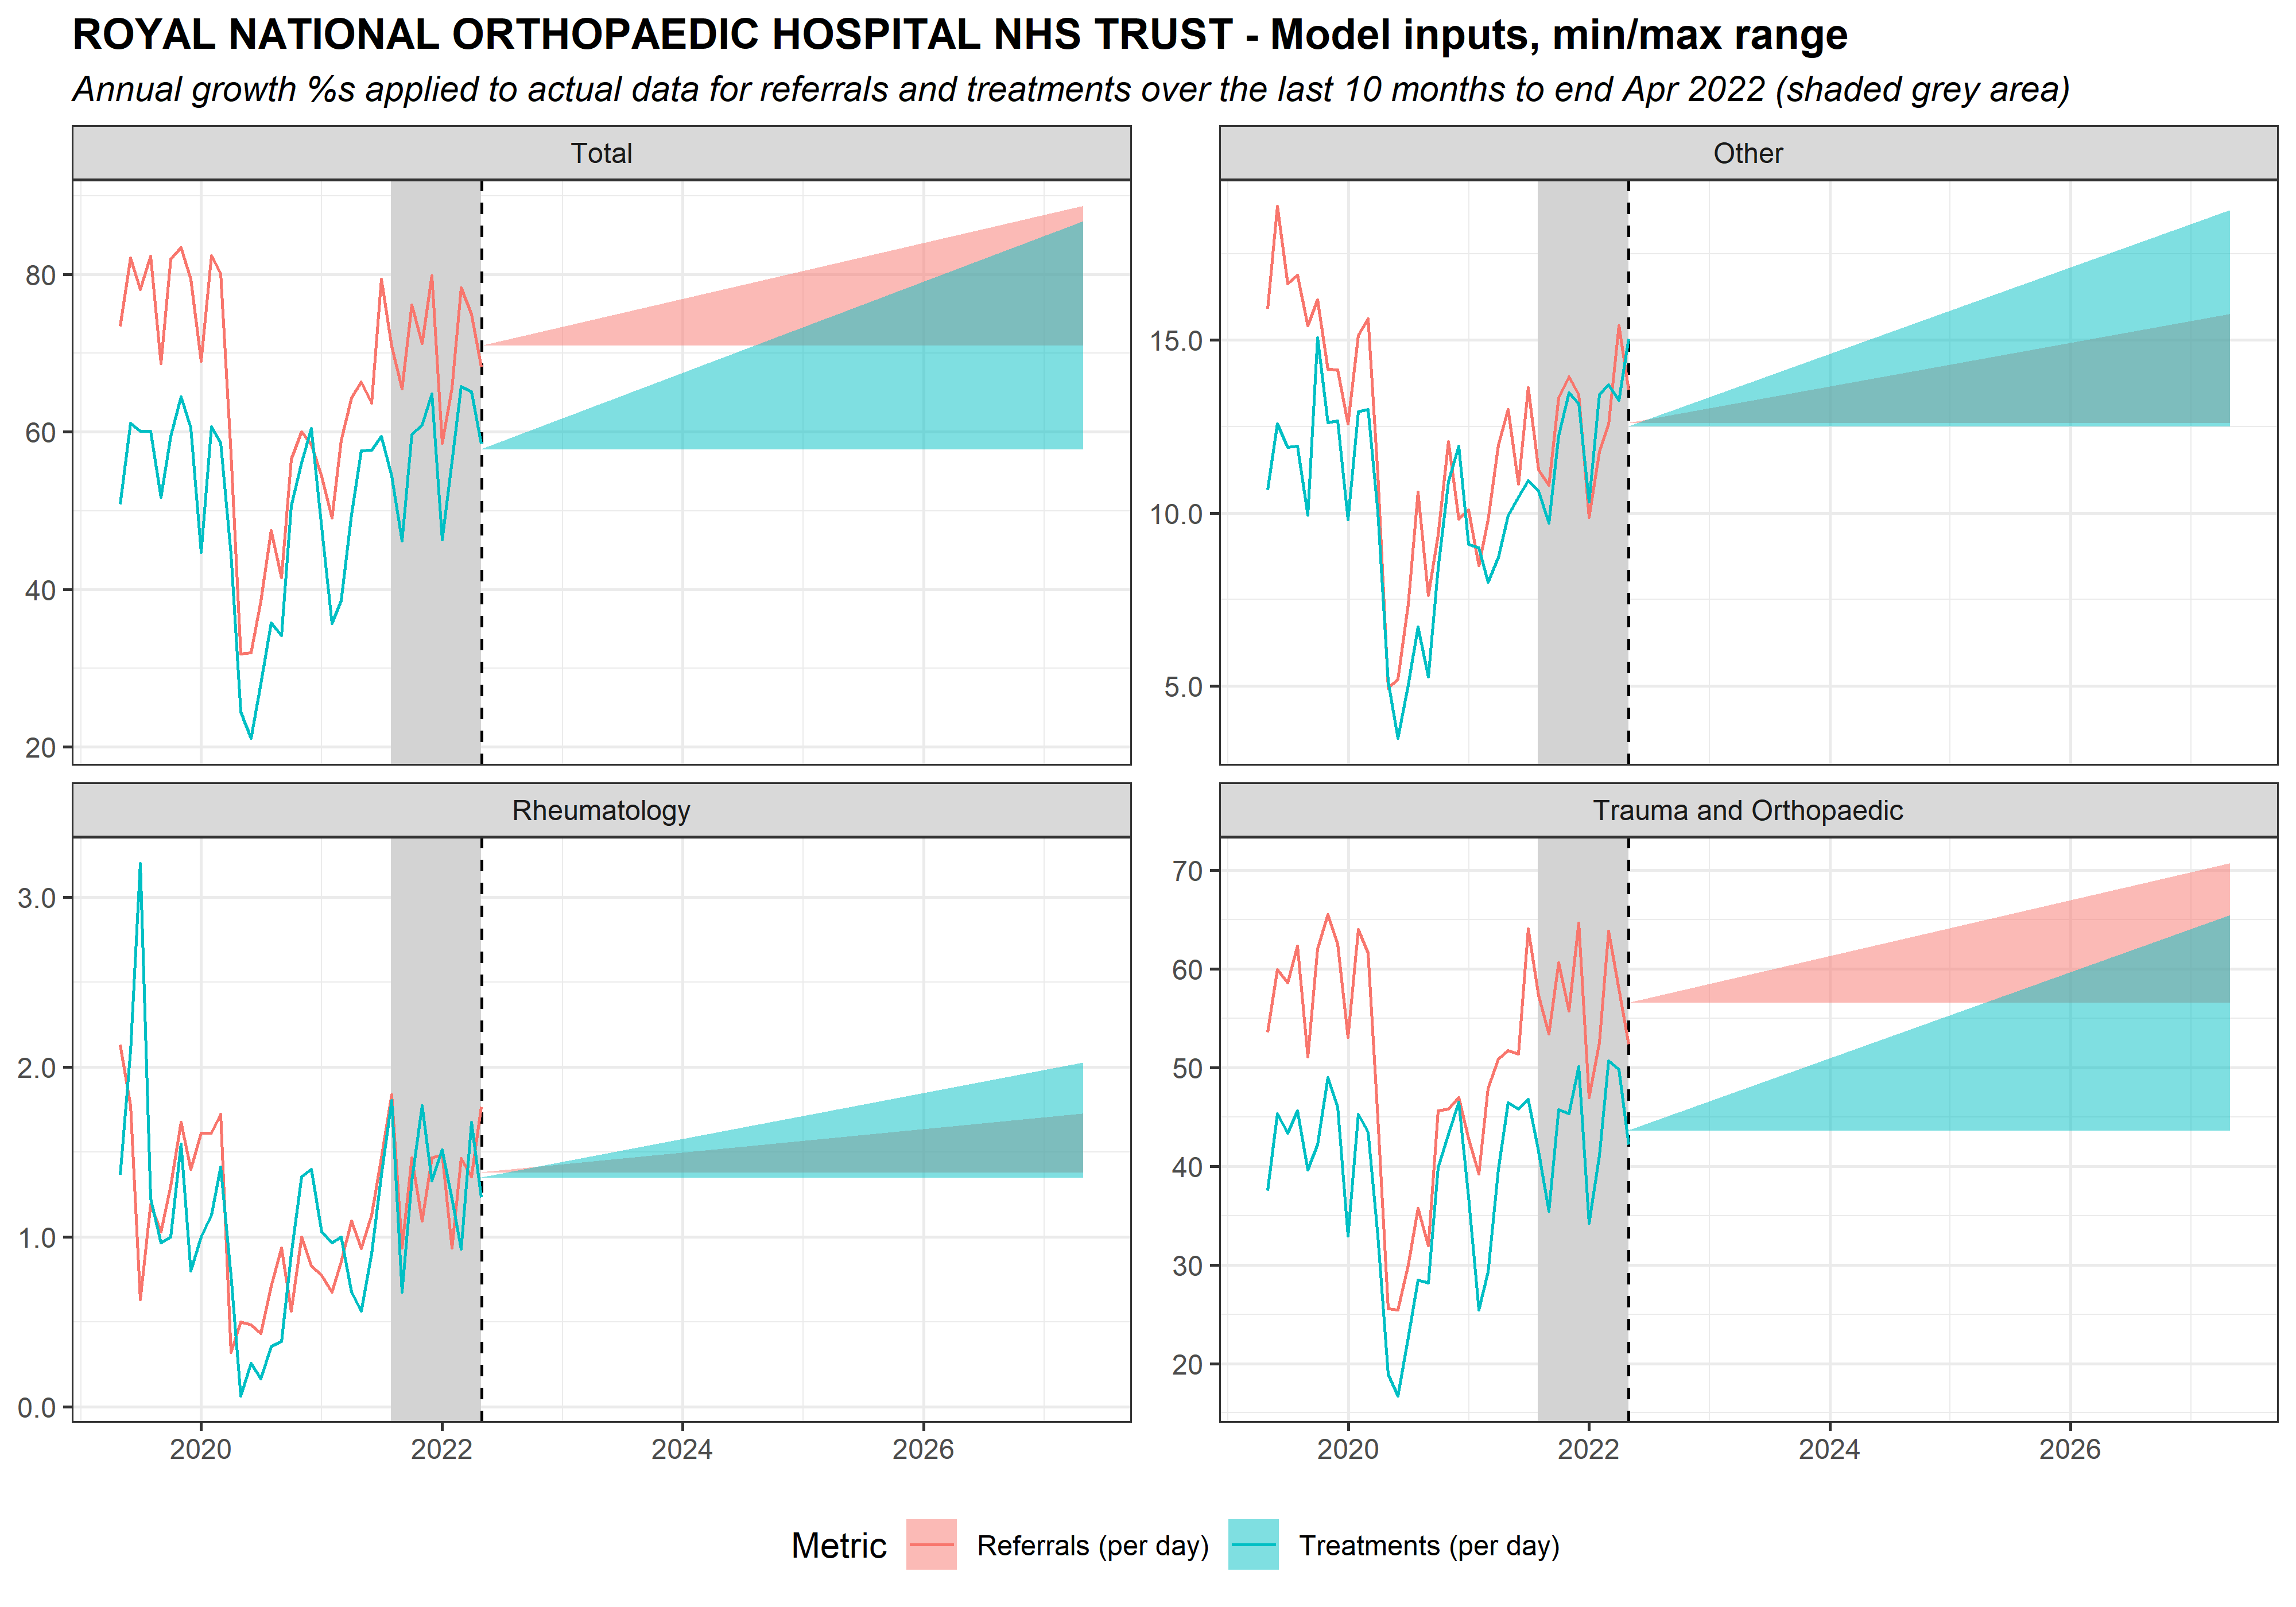 ROYAL NATIONAL ORTHOPAEDIC HOSPITAL NHS TRUST - Model inputs, min/max range
Annual growth %s applied to actual data for referrals and treatments over the last 10 months to end Apr 2022 (shaded grey area)
Total
80
60
40
20
Other
15.0
10.0
5.0
Rheumatology
3.0
2.0
1.0
0.0
2020 2022 2024 2026
Trauma and Orthopaedic
70
60
50
40
30
20
2020 2022 2024 2026
Metric Referrals (per day) Treatments (per day)